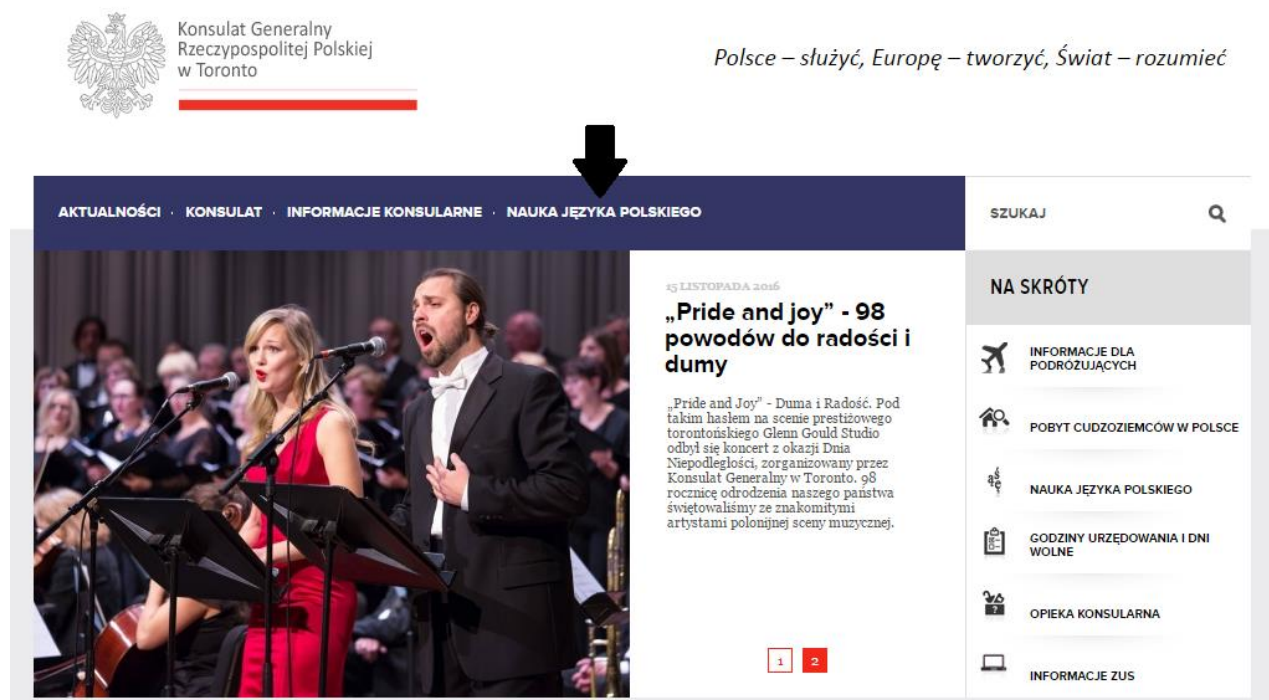 Konsulat Generalny
Rzeczypospolitej Polskiej
w Toronto
Polsce – służyć, Europę – tworzyć, Świat – rozumieć
AKTUALNOŚCI · KONSULAT · INFORMACJE KONSULARNE · NAUKA JĘZYKA POLSKIEGO
SZUKAJ
15 LISTOPADA 2016
„Pride and joy” - 98
powodów do radości i
dumy
„Pride and Joy” - Duma i Radość. Pod
takim hasłem na scenie prestiżowego
torontońskiego Glenn Gould Studio
odbył się koncert z okazji Dnia
Niepodległości, zorganizowany przez
Konsulat Generalny w Toronto. 98
rocznicę odrodzenia naszego państwa
świętowaliśmy ze znakomitymi
artystami polonijnej sceny muzycznej.
1 2
NA SKRÓTY
INFORMACJE DLA
PODRÓŻUJĄCYCH
POBYT CUDZOZIEMCÓW W POLSCE
ąś
ęć
NAUKA JĘZYKA POLSKIEGO
GODZINY URZĘDOWANIA I DNI
WOLNE
?
OPIEKA KONSULARNA
INFORMACJE ZUS